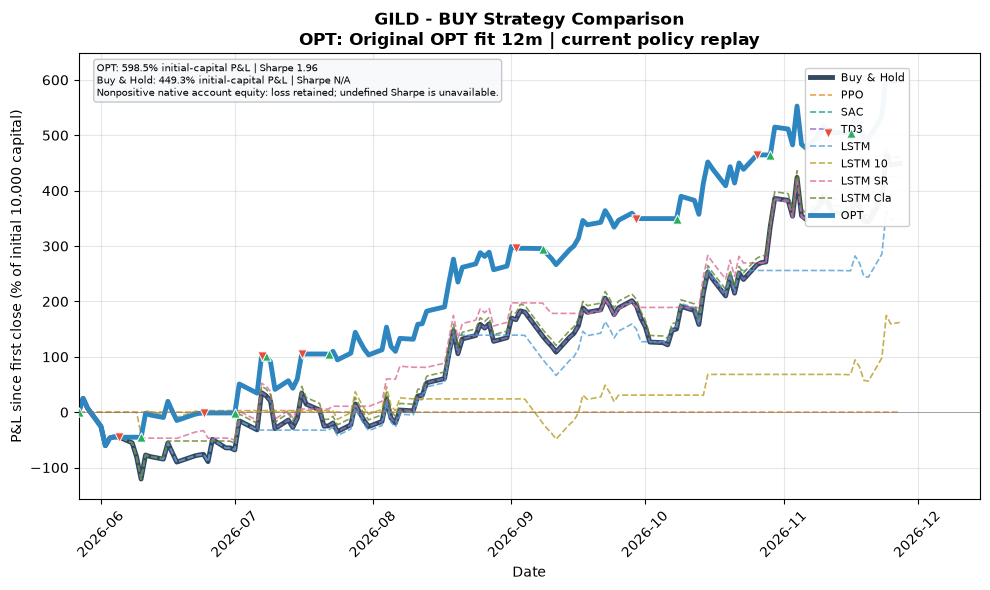 GILD - BUY Strategy Comparison
OPT: Original OPT fit 12m | current policy replay
OPT: 598.5% initial-capital P&L | Sharpe 1.96
Buy & Hold: 449.3% initial-capital P&L | Sharpe N/A
Nonpositive native account equity: loss retained; undefined Sharpe is unavailable.
Buy & Hold
PPO
SAC
TD3
LSTM
LSTM 10
LSTM SR
LSTM Cla
OPT
P&L since first close (% of initial 10,000 capital)
600
500
400
300
200
100
0
−100
2026-06
2026-07
2026-08
2026-09
2026-10
2026-11
2026-12
Date